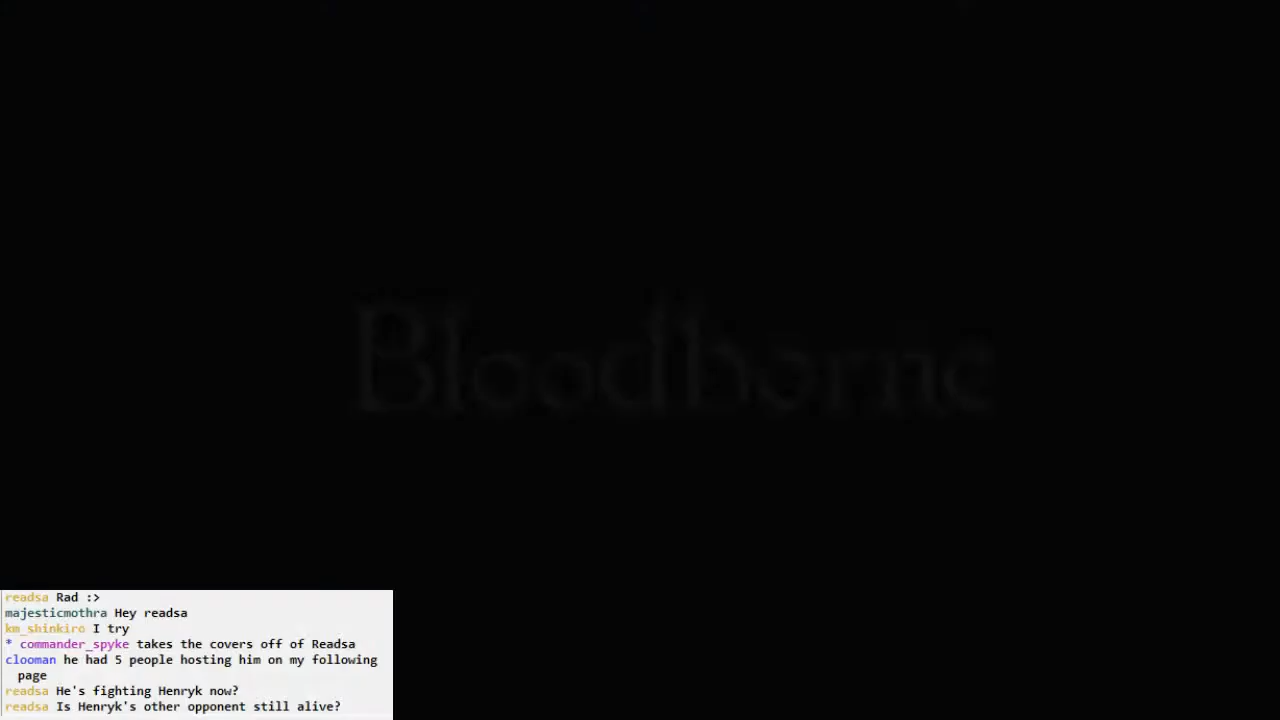 Bloodborne
readsa Rad :>
majesticmothra Hey readsa
km_shinkiro I try
* commander_spyke takes the covers off of Readsa
clooman he had 5 people hosting him on my following
page
readsa He's fighting Henryk now?
readsa Is Henryk's other opponent still alive?